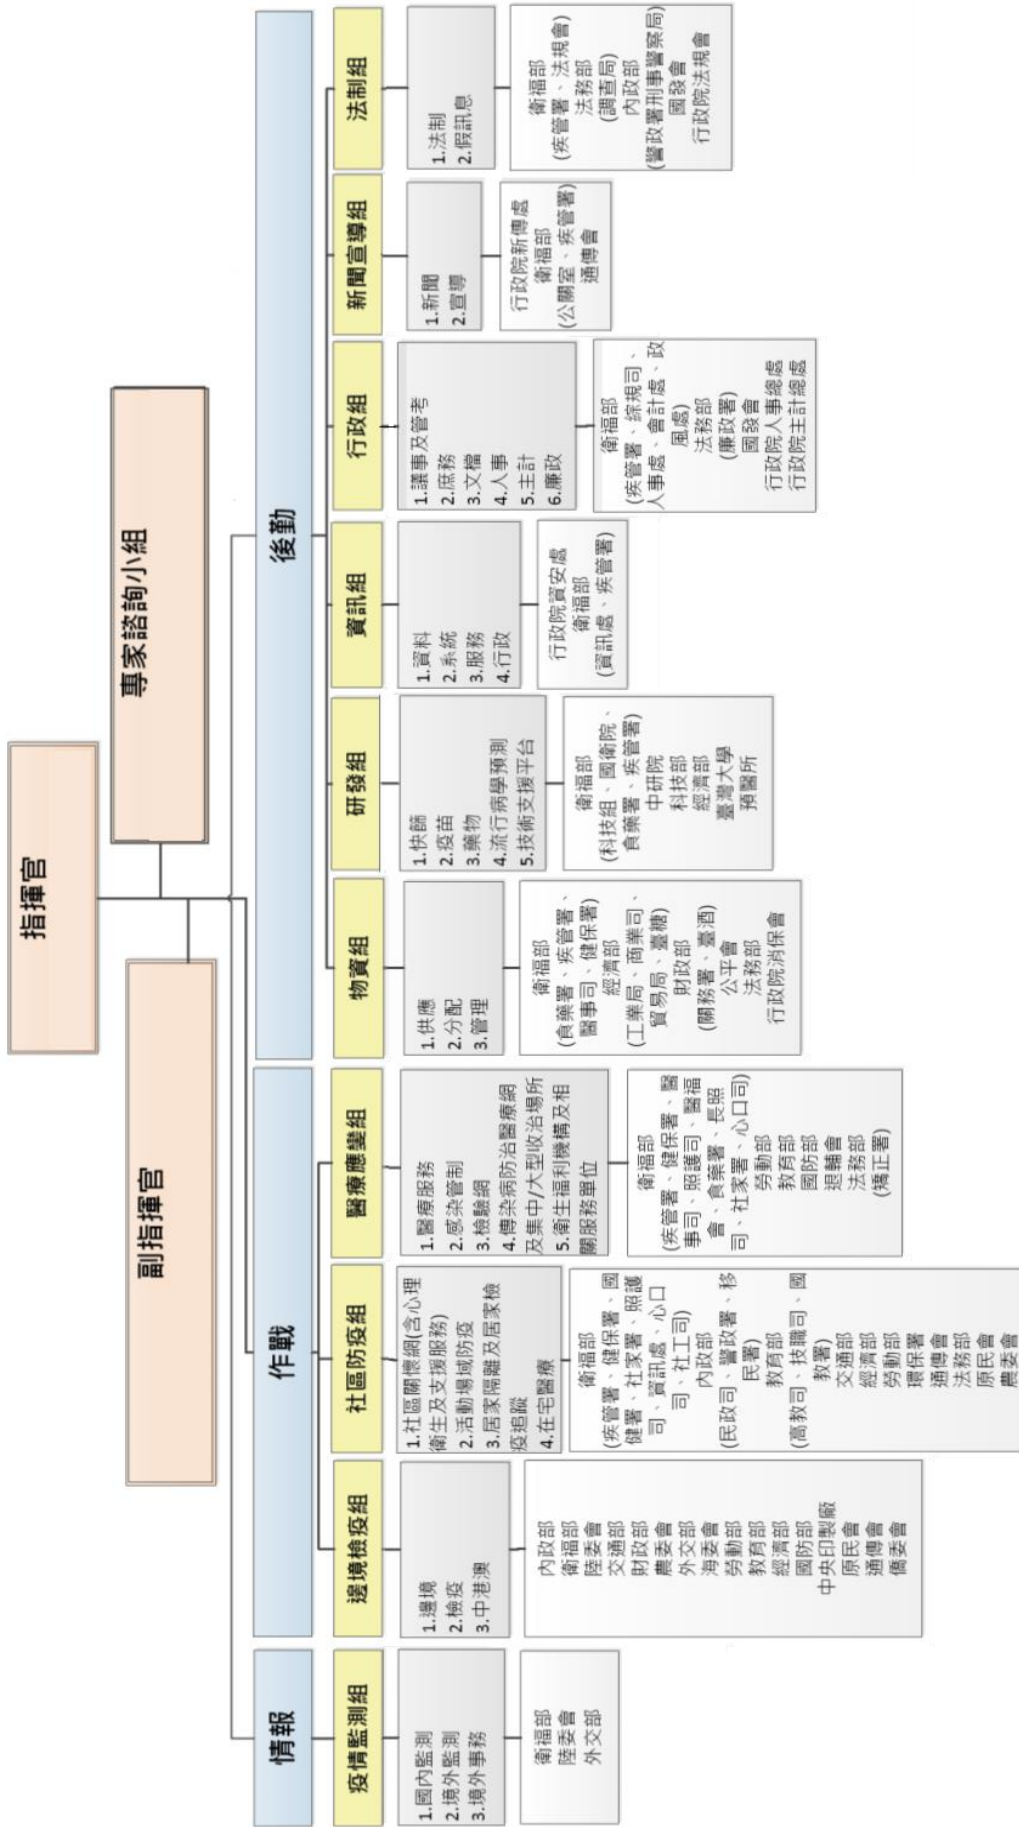 指揮官
副指揮官
專家諮詢小組
情報
作戰
後勤
疫情監測組
1.國內監測
2.境外監測
3.境外事務
衛福部
陸委會
外交部
邊境檢疫組
1.邊境
2.檢疫
3.中港澳
內政部
衛福部
陸委會
交通部
財政部
農委會
外交部
海委會
勞動部
教育部
經濟部
國防部
中央印製廠
原民會
通傳會
僑委會
社區防疫組
1.社區關懷網(含心理
衛生及支援服務)
2.活動場域防疫
3.居家隔離及居家檢
疫追蹤
4.在宅醫療
衛福部
(疾管署、健保署、國
健署、社家署、照護
司、資訊處、心口
司、社工司)
內政部
(民政司、警政署、移
民署)
教育部
(高教司、技職司、國
教署)
交通部
經濟部
勞動部
環保署
通傳會
法務部
原民會
農委會
醫療應變組
1.醫療服務
2.感染管制
3.檢驗網
4.傳染病防治醫療網
及集中/大型收治場所
5.衛生福利機構及相
關服務單位
衛福部
(疾管署、健保署、醫
事司、照護司、醫福
會、食藥署、長照
司、社家署、心口司)
勞動部
教育部
國防部
退輔會
法務部
(矯正署)
物資組
1.供應
2.分配
3.管理
衛福部
(食藥署、疾管署、
醫事司、健保署)
經濟部
(工業局、商業司、
貿易局、臺糖)
財政部
(關務署、臺酒)
公平會
法務部
行政院消保會
研發組
1.快篩
2.疫苗
3.藥物
4.流行病學預測
5.技術支援平台
衛福部
(科技組、國衛院、
食藥署、疾管署)
中研院
科技部
經濟部
臺灣大學
預醫所
資訊組
1.資料
2.系統
3.服務
4.行政
行政院資安處
衛福部
(資訊處、疾管署)
行政組
1.議事及管考
2.庶務
3.文檔
4.人事
5.主計
6.廉政
衛福部
(疾管署、綜規司、
人事處、會計處、政
風處)
法務部
(廉政署)
國發會
行政院人事總處
行政院主計總處
新聞宣導組
1.新聞
2.宣導
行政院新傳處
衛福部
(公關室、疾管署)
通傳會
法制組
1.法制
2.假訊息
衛福部
(疾管署、法規會)
法務部
(調查局)
內政部
(警政署刑事警察局)
國發會
行政院法規會